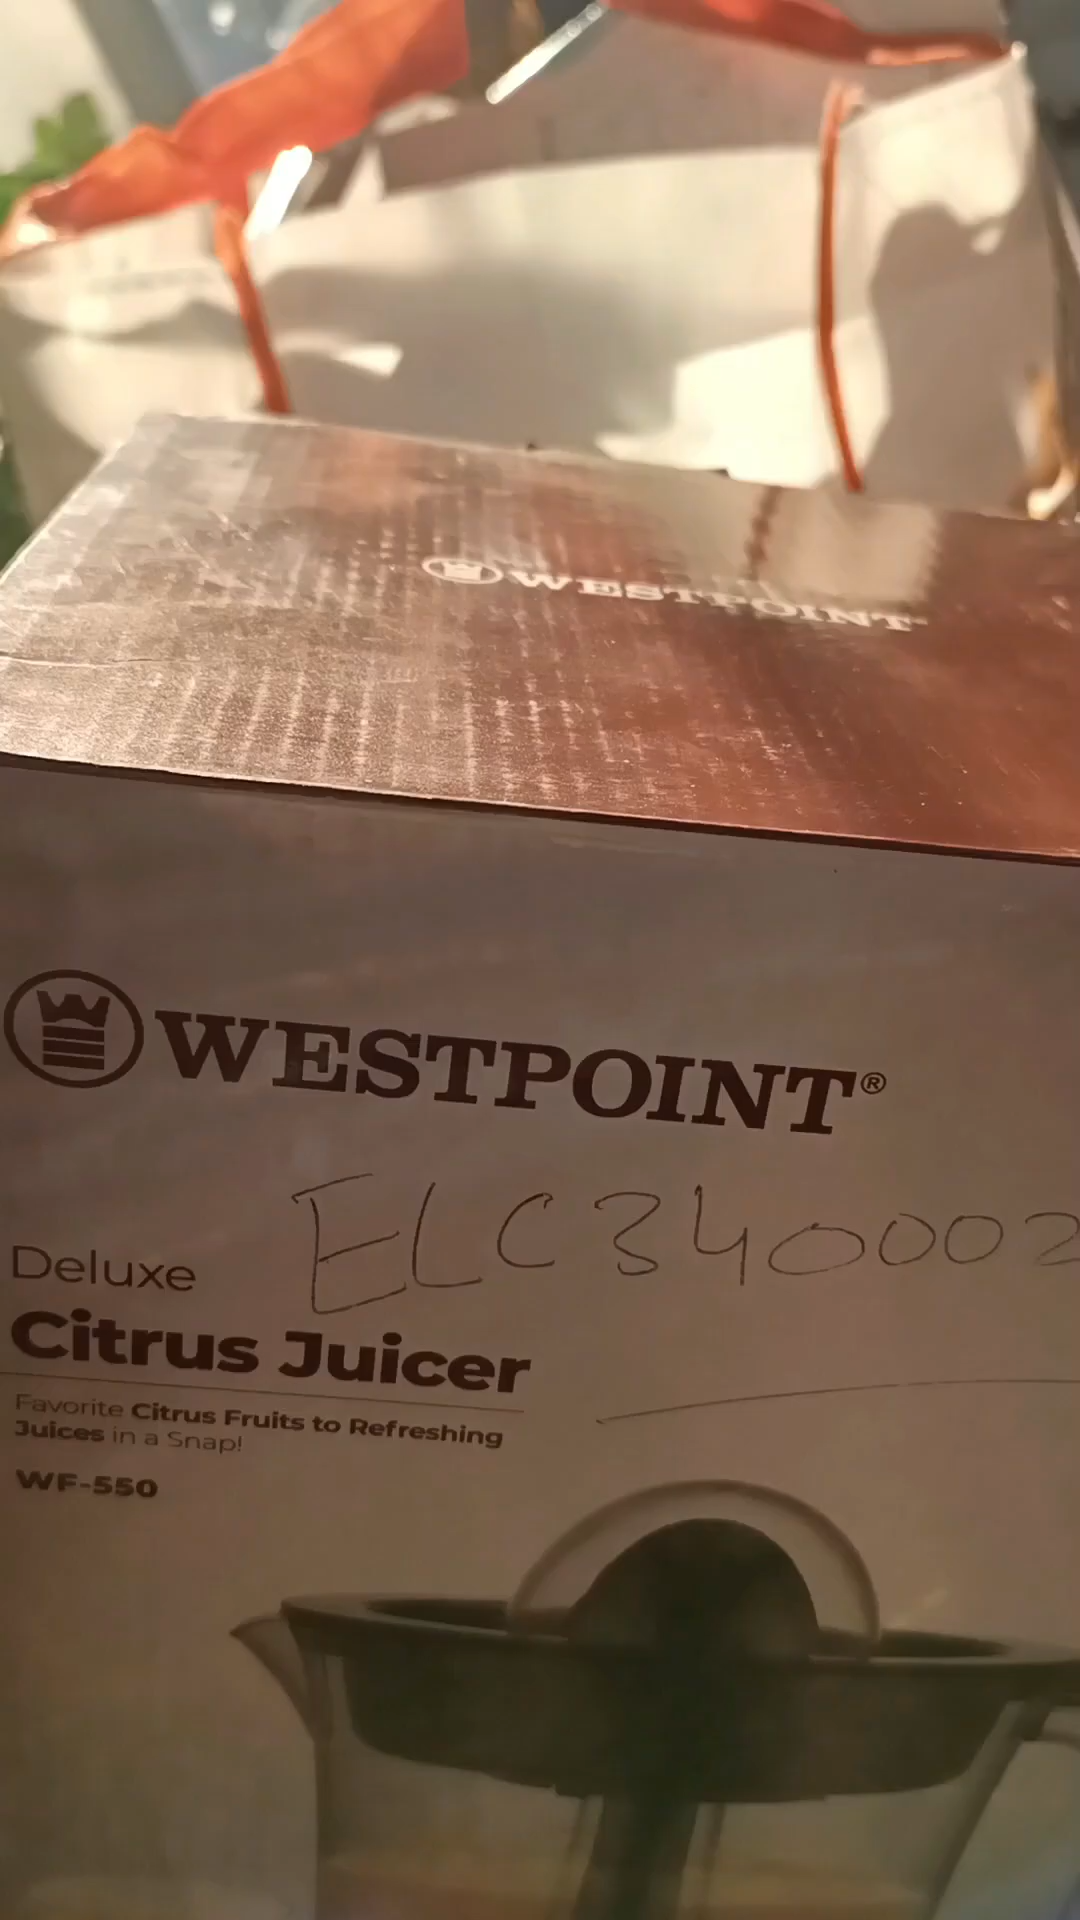 WESTPOINT
WESTPOINT®
ELC340002
Deluxe
Citrus Juicer
Favorite Citrus Fruits to Refreshing
Juices in a Snap!
WF-550